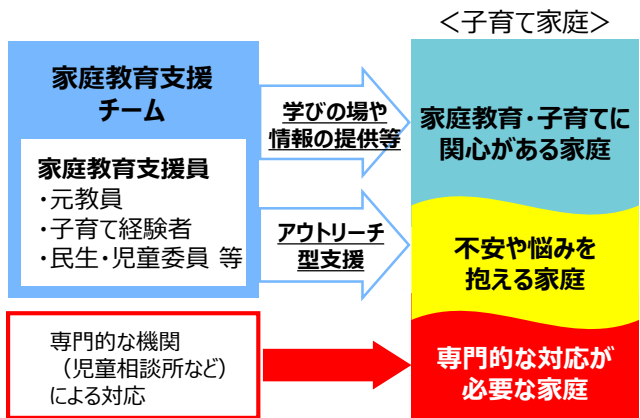 ＜子育て家庭＞
家庭教育支援
チーム
家庭教育支援員
・元教員
・子育て経験者
・民生・児童委員 等
学びの場や
情報の提供等
アウトリーチ
型支援
家庭教育・子育てに
関心がある家庭
不安や悩みを
抱える家庭
専門的な機関
（児童相談所など）
による対応
専門的な対応が
必要な家庭